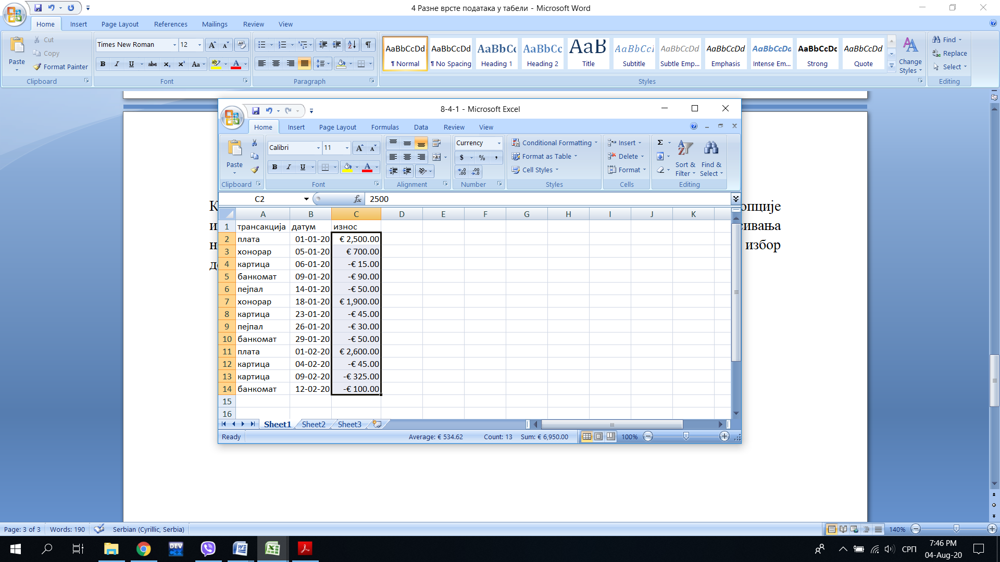 4 Разне врсте података у табели - Microsoft Word
Home Insert Page Layout References Mailings Review View
Paste
Cut
Copy
Format Painter
Clipboard
Times New Roman 12
Font
Paragraph
AaBbCcDd AaBbCcDd AaBbCc AaBbCc AaB AaBbCcI AaBbCcDd AaBbCcDd AaBbCcDd AaBbCcDd AaBbCcDd
¶ Normal ¶ No Spacing Heading 1 Heading 2 Title Subtitle Subtle Emp... Emphasis Intense Em... Strong Quote
Change Styles
Styles
Find
Replace
Select
Editing
8-4-1 - Microsoft Excel
Home Insert Page Layout Formulas Data Review View
Paste
Clipboard
Calibri 11
Font
Alignment
Currency
Number
Conditional Formatting
Format as Table
Cell Styles
Styles
Insert
Delete
Format
Cells
Sort & Filter
Find & Select
Editing
C2 fx 2500
A B C D E F G H I J K
1 трансакција датум износ
2 плата 01-01-20 € 2,500.00
3 хонорар 05-01-20 € 700.00
4 картица 06-01-20 -€ 15.00
5 банкомат 09-01-20 -€ 90.00
6 пејпал 14-01-20 -€ 50.00
7 хонорар 18-01-20 € 1,900.00
8 картица 23-01-20 -€ 45.00
9 пејпал 26-01-20 -€ 30.00
10 банкомат 29-01-20 -€ 50.00
11 плата 01-02-20 € 2,600.00
12 картица 04-02-20 -€ 45.00
13 картица 09-02-20 -€ 325.00
14 банкомат 12-02-20 -€ 100.00
15
16
Sheet1 Sheet2 Sheet3
Ready Average: € 534.62 Count: 13 Sum: € 6,950.00 100%
избор
Page: 3 of 3 Words: 190 Serbian (Cyrillic, Serbia) 140%
DEV
СРП
7:46 PM
04-Aug-20